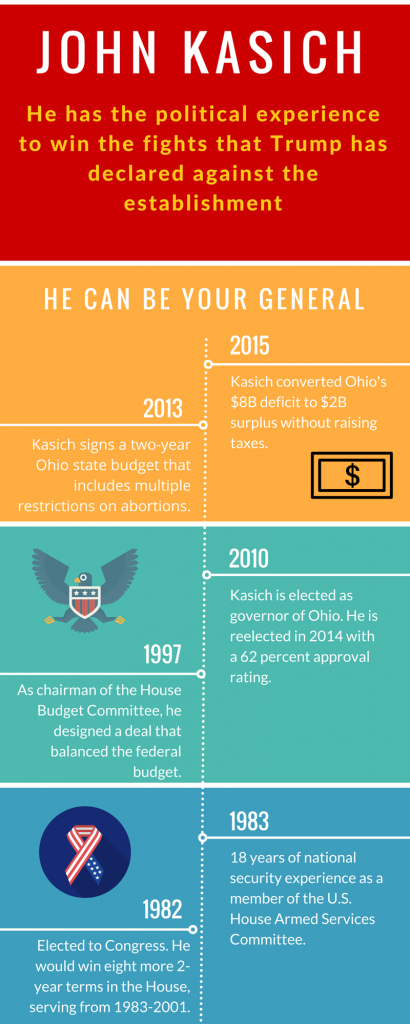 JOHN KASICH
He has the political experience
to win the fights that Trump has
declared against the
establishment
HE CAN BE YOUR GENERAL
2015
Kasich converted Ohio's
$8B deficit to $2B
surplus without raising
taxes.
$
2013
Kasich signs a two-year
Ohio state budget that
includes multiple
restrictions on abortions.
2010
Kasich is elected as
governor of Ohio. He is
reelected in 2014 with
a 62 percent approval
rating.
1997
As chairman of the House
Budget Committee, he
designed a deal that
balanced the federal
budget.
1983
18 years of national
security experience as a
member of the U.S.
House Armed Services
Committee.
1982
Elected to Congress. He
would win eight more 2-
year terms in the House,
serving from 1983-2001.